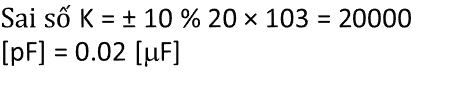 Sai số K = ± 10 % 20 × 103 = 20000
[pF] = 0.02 [μF]